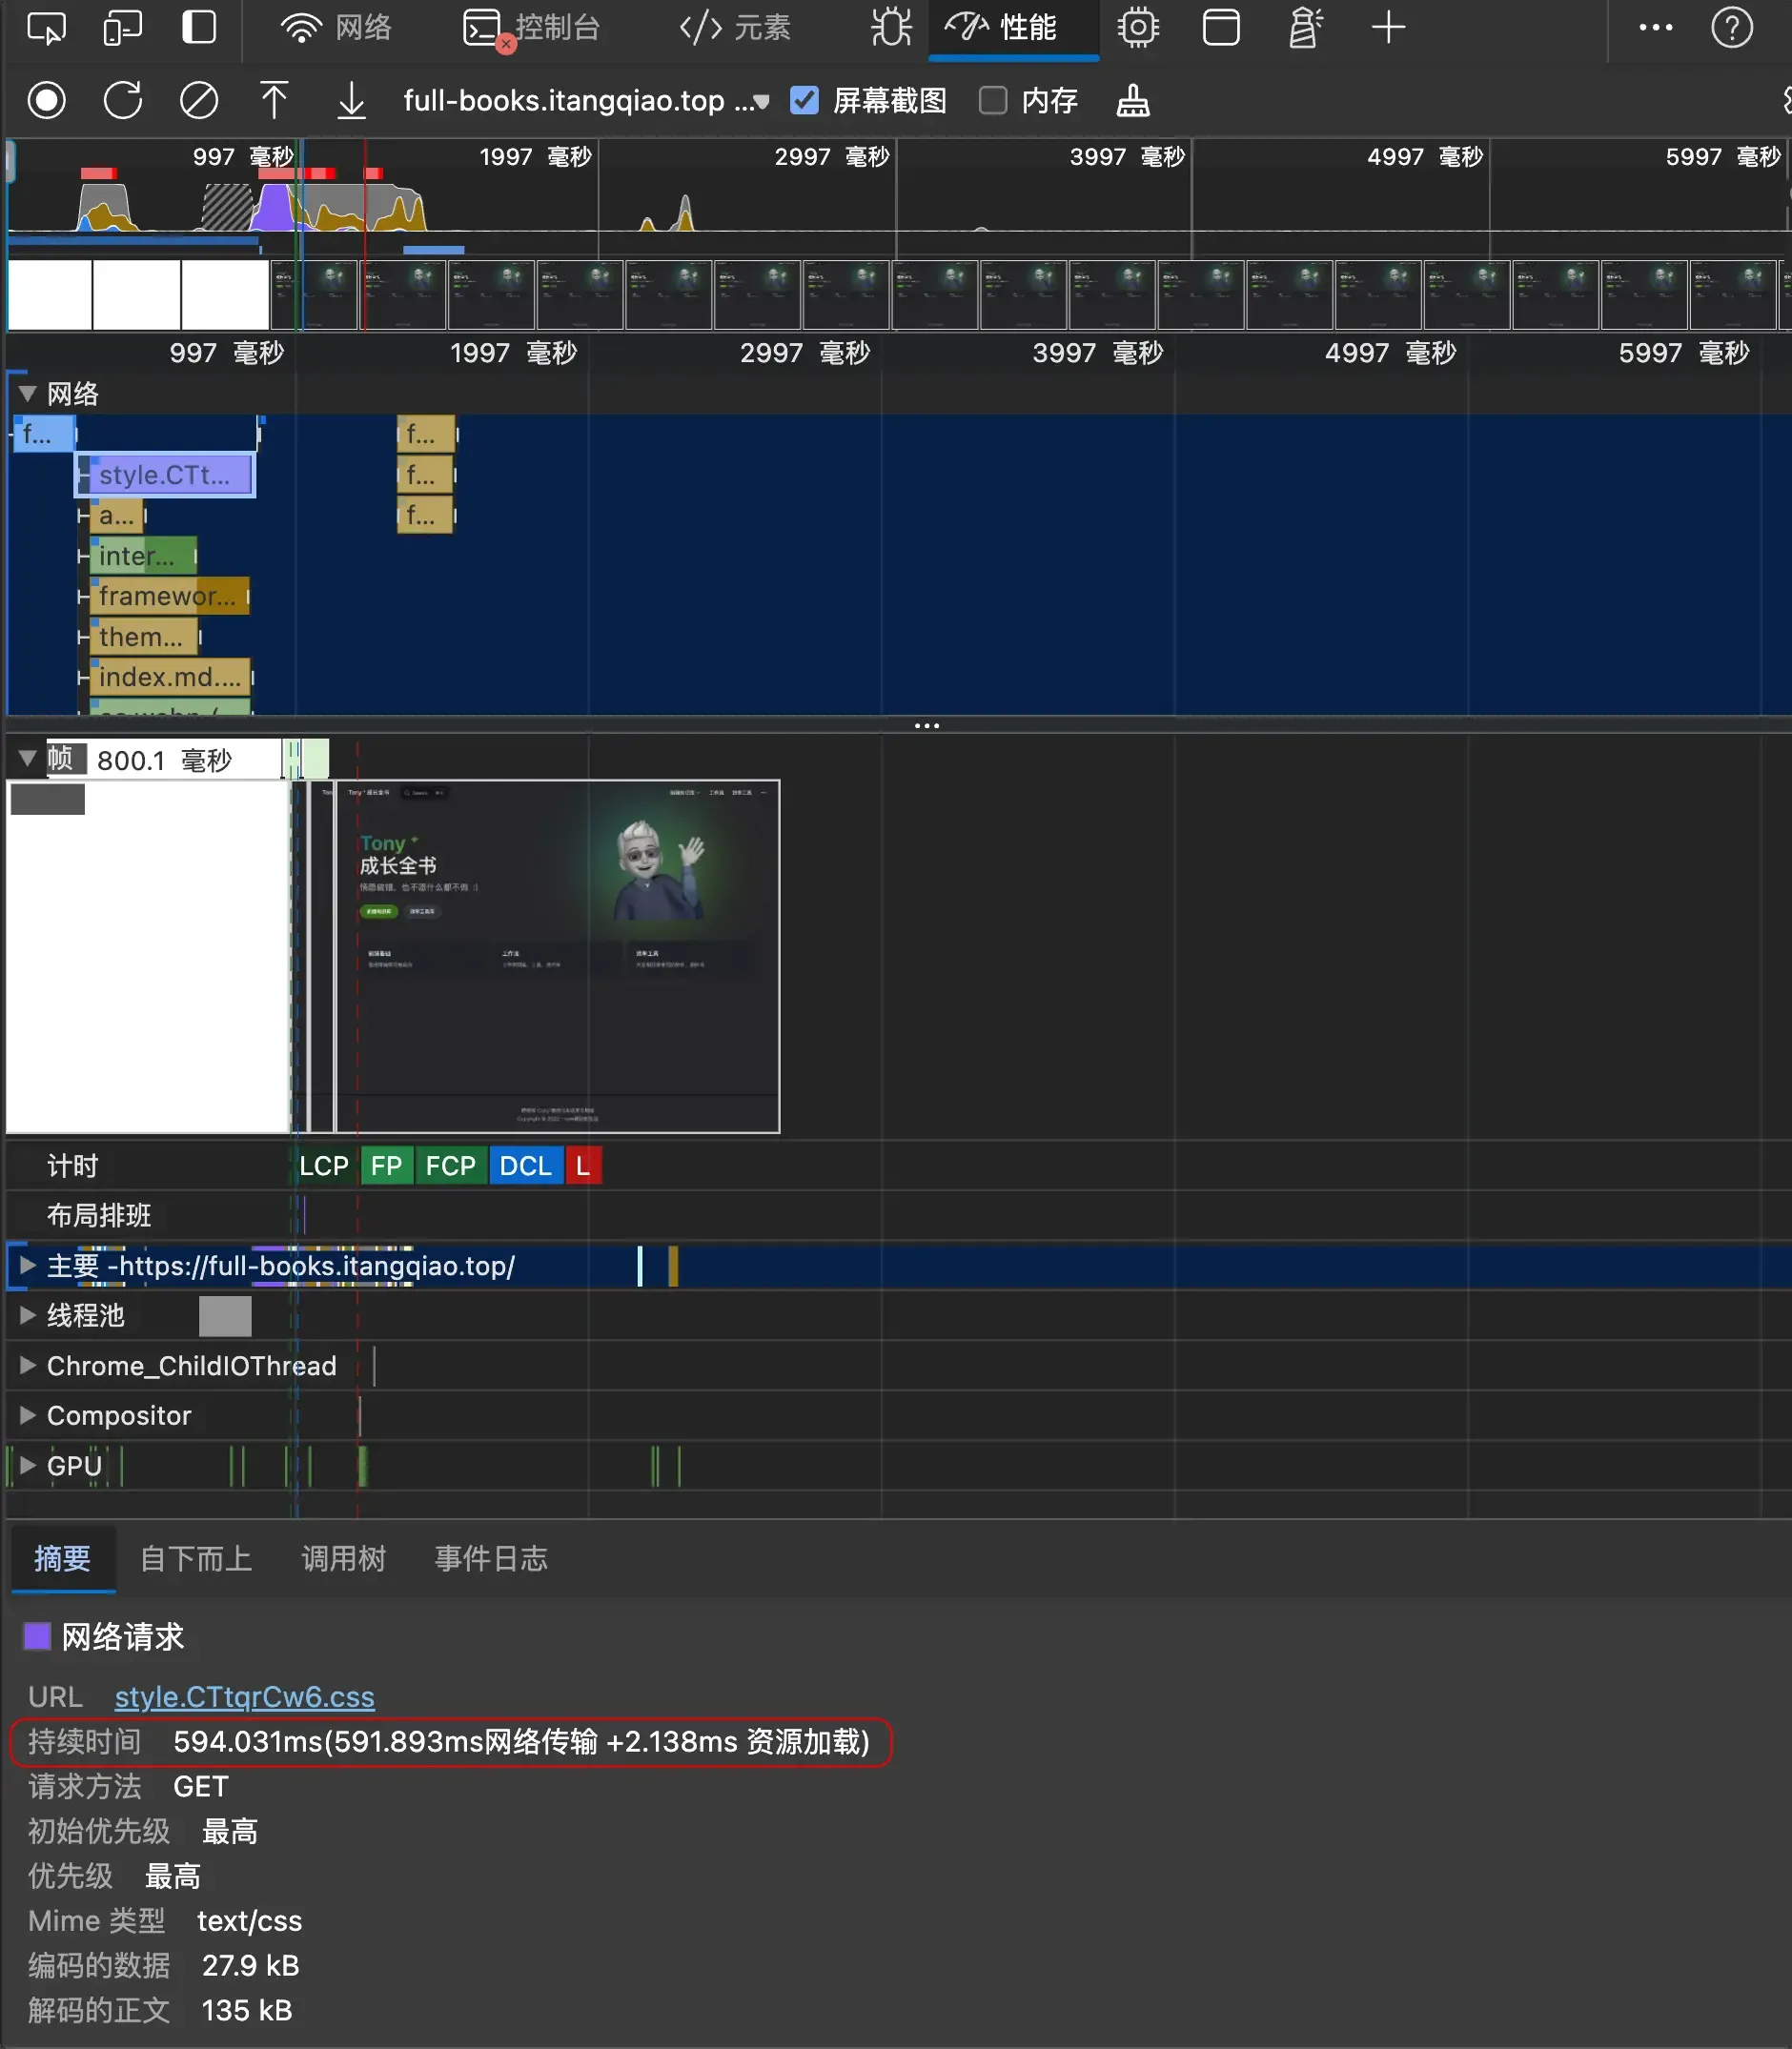 网络 控制台 </> 元素 性能
full-books.itangqiao.top ... 屏幕截图 内存
997 毫秒 1997 毫秒 2997 毫秒 3997 毫秒 4997 毫秒 5997 毫秒
997 毫秒 1997 毫秒 2997 毫秒 3997 毫秒 4997 毫秒 5997 毫秒
网络
f... f...
style.CTt... f...
a... f...
inter...
framewor...
them...
index.md....
帧 800.1 毫秒
Tony
成长全书
计时 LCP FP FCP DCL L
布局排班
主要 -https://full-books.itangqiao.top/
线程池
Chrome_ChildIOThread
Compositor
GPU
摘要 自下而上 调用树 事件日志
网络请求
URL style.CTtqrCw6.css
持续时间 594.031ms(591.893ms网络传输 +2.138ms 资源加载)
请求方法 GET
初始优先级 最高
优先级 最高
Mime 类型 text/css
编码的数据 27.9 kB
解码的正文 135 kB